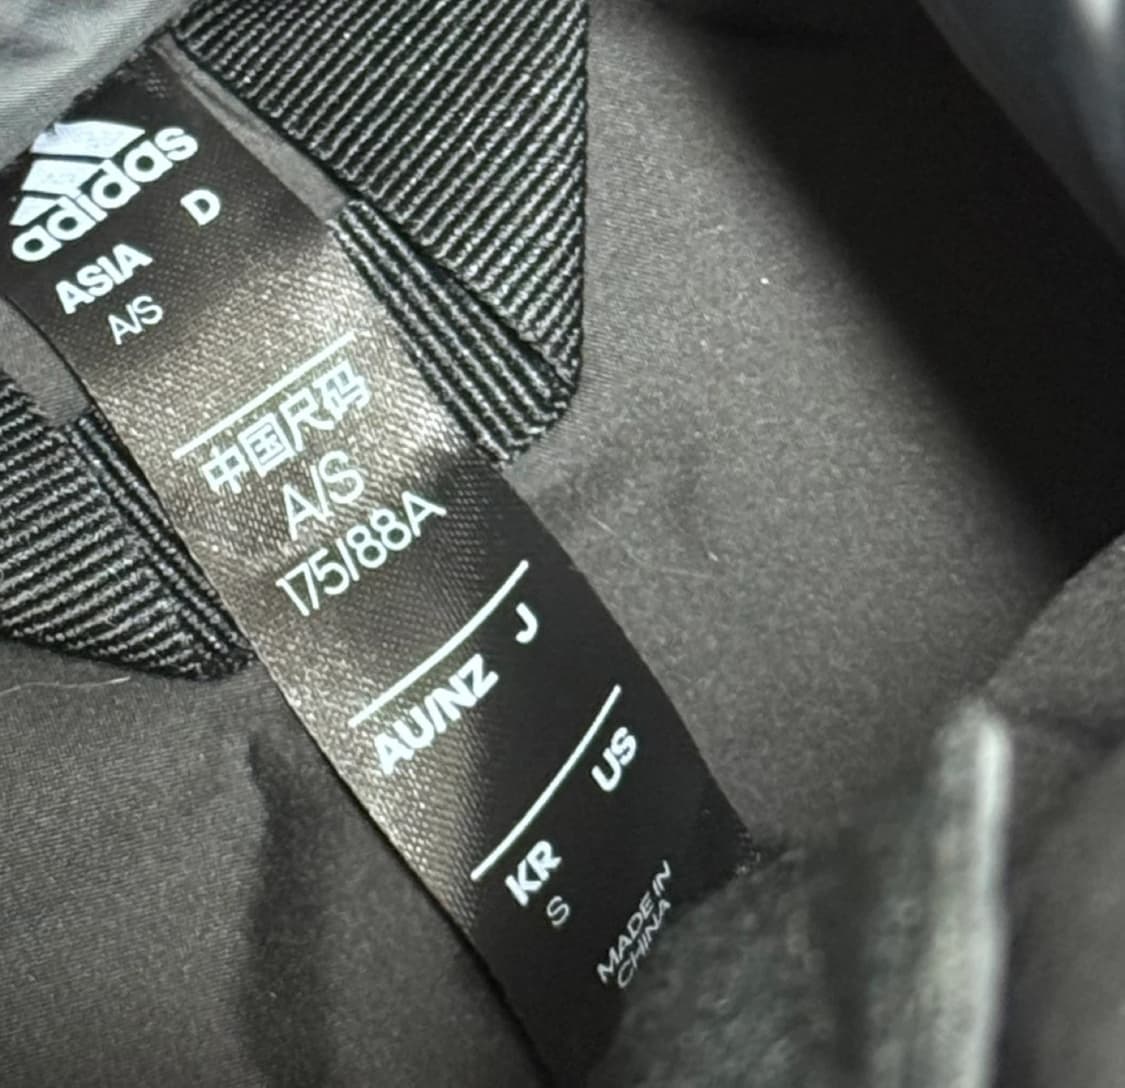 adidas
ASIA D
A/S
中国尺码
A/S
175/88A
AU/NZ J
KR US
S
MADE IN
CHINA